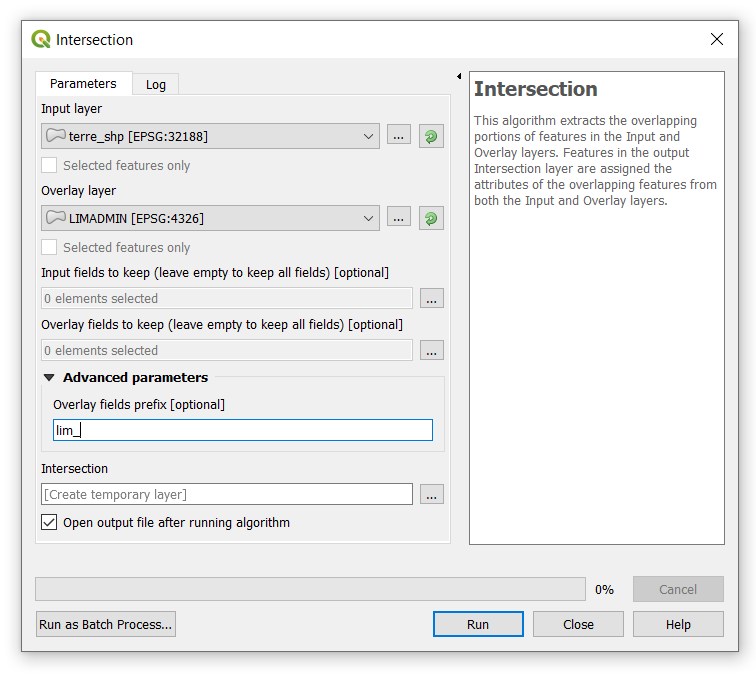 Intersection
Parameters
Log
Input layer
terre_shp [EPSG:32188]
...
Selected features only
Overlay layer
LIMADMIN [EPSG:4326]
...
Selected features only
Input fields to keep (leave empty to keep all fields) [optional]
0 elements selected
...
Overlay fields to keep (leave empty to keep all fields) [optional]
0 elements selected
...
Advanced parameters
Overlay fields prefix [optional]
lim_
Intersection
[Create temporary layer]
...
Open output file after running algorithm
Intersection
This algorithm extracts the overlapping
portions of features in the Input and
Overlay layers. Features in the output
Intersection layer are assigned the
attributes of the overlapping features from
both the Input and Overlay layers.
0%
Cancel
Run as Batch Process...
Run
Close
Help